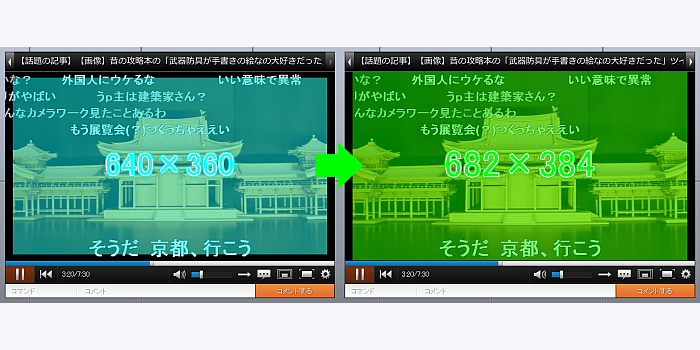 【話題の記事】【画像】昔の攻略本の「武器防具が手書きの絵なの大好きだった
いな? 外国人にウケるな いい意味で異常
がやばい うp主は建築家さん?
んなカメラワーク見たことあるわ
もう展覧会(?)つくっちゃええい
640×360
そうだ 京都、行こう
3:20/7:30
コマンド コメント コメントする
【話題の記事】【画像】昔の攻略本の「武器防具が手書きの絵なの大好きだった」ツイ
いな? 外国人にウケるな いい意味で異常
がやばい うp主は建築家さん?
んなカメラワーク見たことあるわ
もう展覧会(?)つくっちゃええい
682×384
そうだ 京都、行こう
3:20/7:30
コマンド コメント コメントする